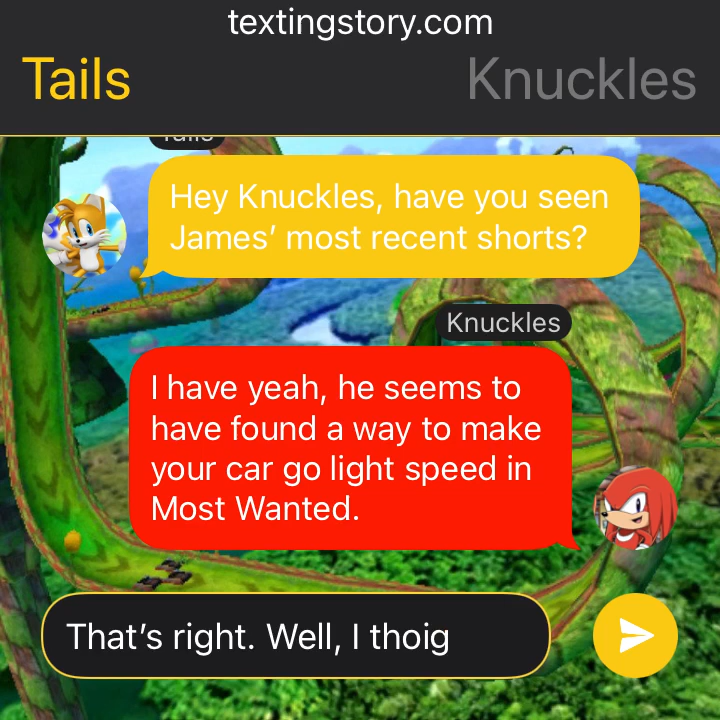 textingstory.com
Tails Knuckles
Tails
Hey Knuckles, have you seen
James’ most recent shorts?
Knuckles
I have yeah, he seems to
have found a way to make
your car go light speed in
Most Wanted.
That’s right. Well, I thoig